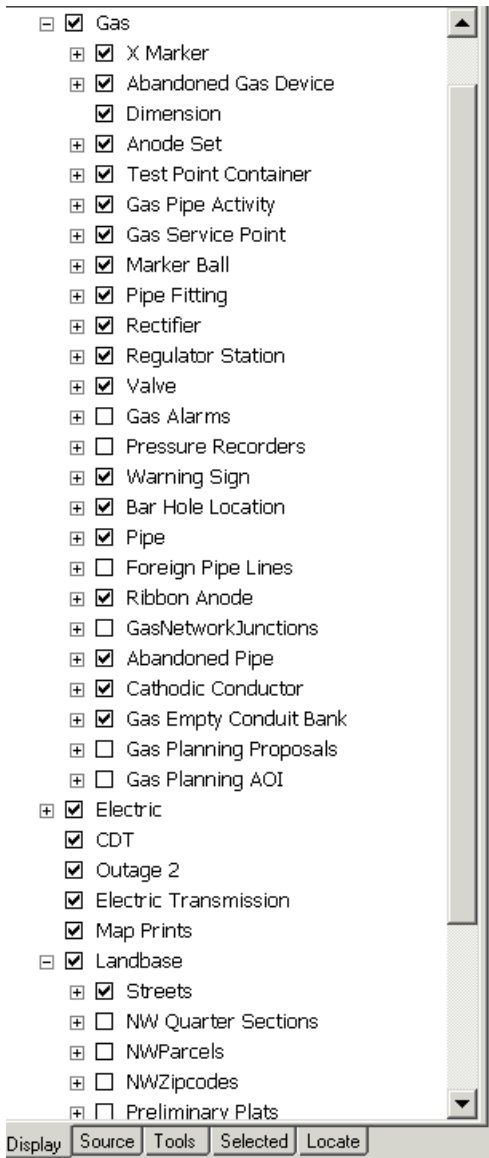 Gas
X Marker
Abandoned Gas Device
Dimension
Anode Set
Test Point Container
Gas Pipe Activity
Gas Service Point
Marker Ball
Pipe Fitting
Rectifier
Regulator Station
Valve
Gas Alarms
Pressure Recorders
Warning Sign
Bar Hole Location
Pipe
Foreign Pipe Lines
Ribbon Anode
GasNetworkJunctions
Abandoned Pipe
Cathodic Conductor
Gas Empty Conduit Bank
Gas Planning Proposals
Gas Planning AOI
Electric
CDT
Outage 2
Electric Transmission
Map Prints
Landbase
Streets
NW Quarter Sections
NWParcels
NWZipcodes
Preliminary Plats
Display Source Tools Selected Locate